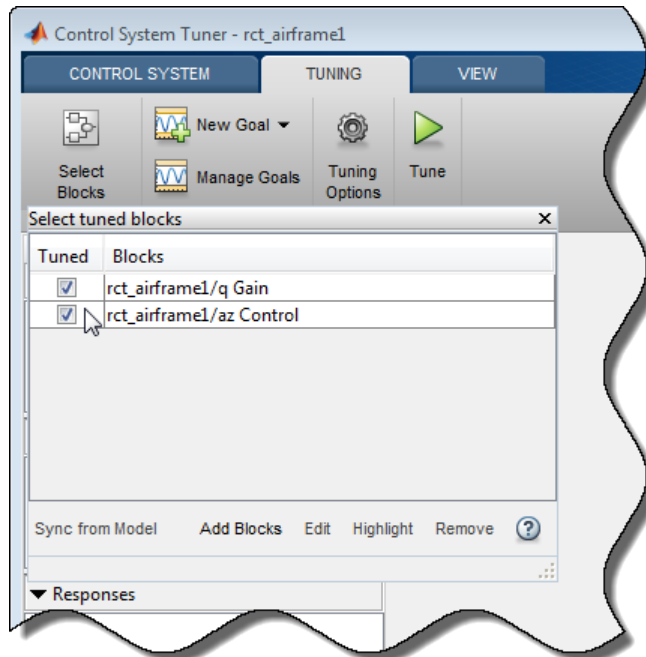 Control System Tuner - rct_airframe1
CONTROL SYSTEM TUNING VIEW
New Goal
Manage Goals
Select
Blocks
Tuning
Options
Tune
Select tuned blocks x
Tuned Blocks
rct_airframe1/q Gain
rct_airframe1/az Control
Sync from Model Add Blocks Edit Highlight Remove ?
Responses